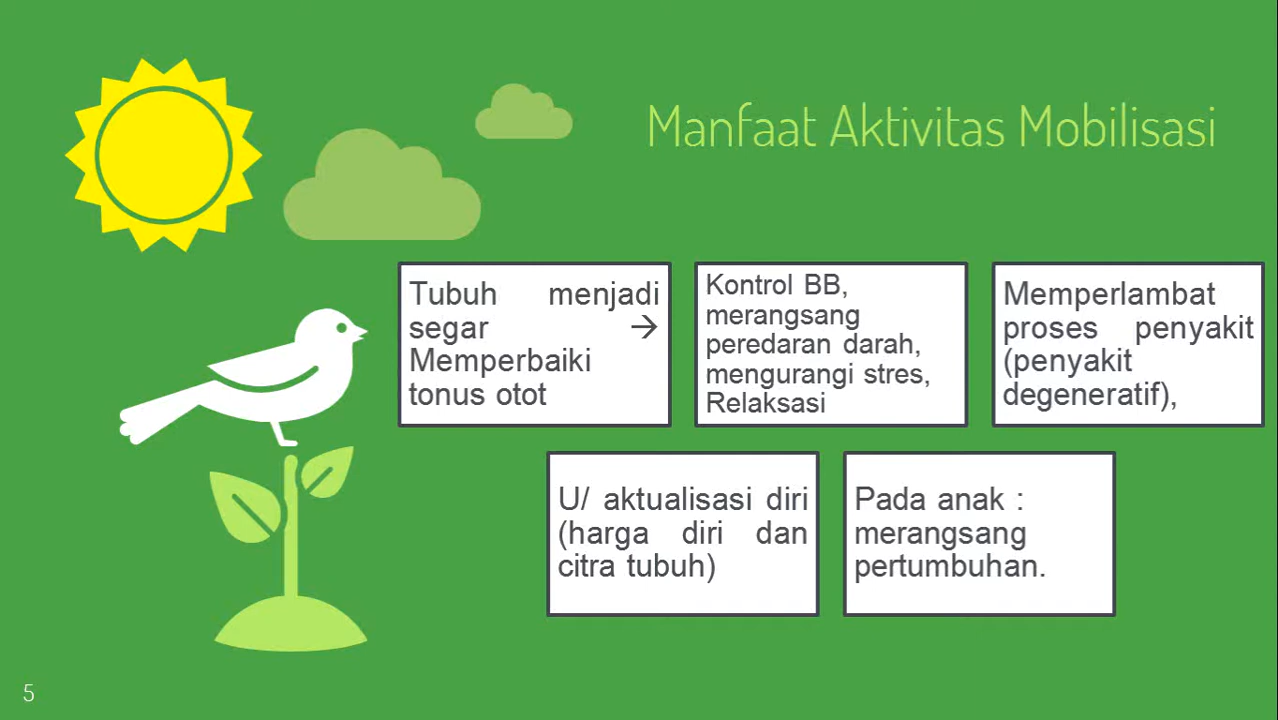 Manfaat Aktivitas Mobilisasi
Tubuh menjadi
segar →
Memperbaiki
tonus otot
Kontrol BB,
merangsang
peredaran darah,
mengurangi stres,
Relaksasi
Memperlambat
proses penyakit
(penyakit
degeneratif),
U/ aktualisasi diri
(harga diri dan
citra tubuh)
Pada anak :
merangsang
pertumbuhan.
5